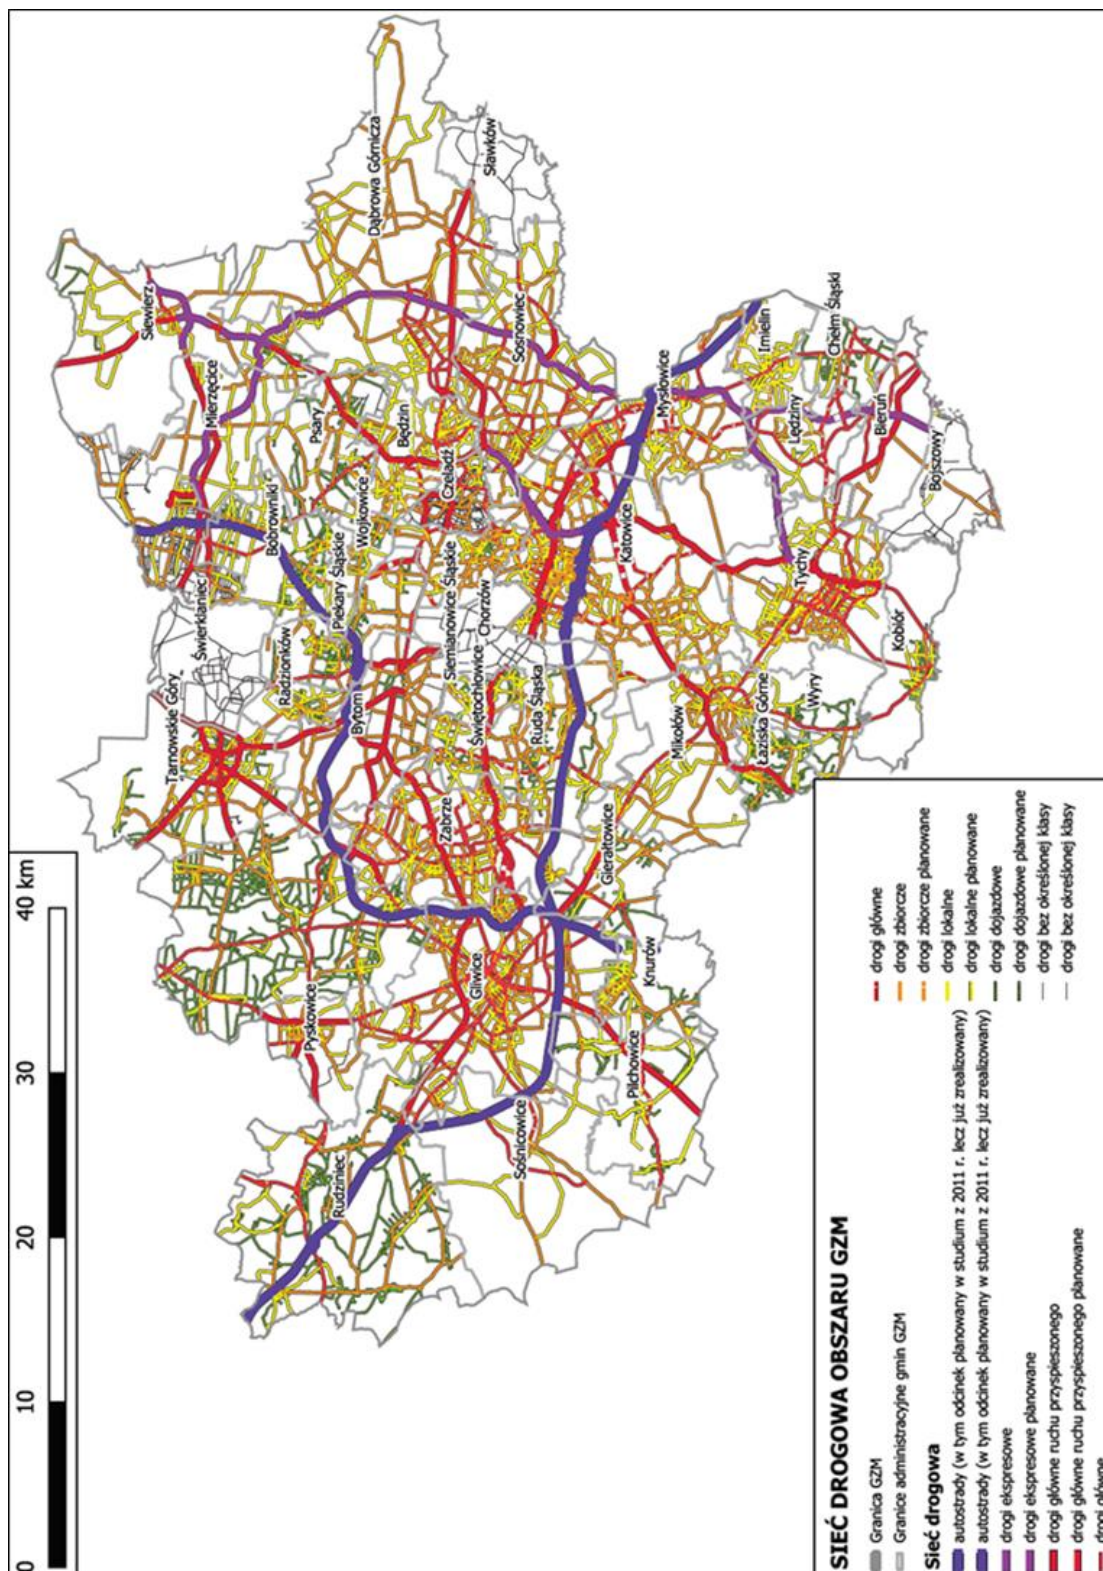 Sławków
Dąbrowa Górnicza
Siewierz
Mierzęcice
Psary
Będzin
Sosnowiec
Czeladź
Wojkowice
Bobrowniki
Piekary Śląskie
Świerklaniec
Radzionków
Tarnowskie Góry
Bytom
Siemianowice Śląskie
Chorzów
Świętochłowice
Ruda Śląska
Zabrze
Katowice
Mysłowice
Imielin
Chełm Śląski
Lędziny
Bieruń
Bojszowy
Tychy
Kobiór
Wyry
Łaziska Górne
Mikołów
Gierałtowice
Knurów
Gliwice
Pyskowice
Pilchowice
Sośnicowice
Rudziniec
0
10
20
30
40 km
SIEĆ DROGOWA OBSZARU GZM
Granica GZM
Granice administracyjne gmin GZM
Sieć drogowa
autostrady (w tym odcinek planowany w studium z 2011 r. lecz już zrealizowany)
autostrady (w tym odcinek planowany w studium z 2011 r. lecz już zrealizowany)
drogi ekspresowe
drogi ekspresowe planowane
drogi główne ruchu przyspieszonego
drogi główne ruchu przyspieszonego planowane
drogi główne
drogi główne
drogi zbiorcze
drogi zbiorcze planowane
drogi lokalne
drogi lokalne planowane
drogi dojazdowe
drogi dojazdowe planowane
drogi bez określonej klasy
drogi bez określonej klasy